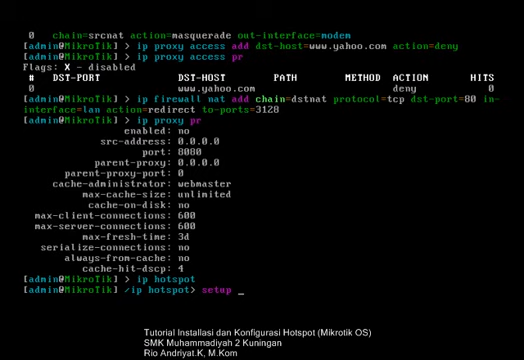 0   chain=srcnat action=masquerade out-interface=modem
[admin@MikroTik] > ip proxy access add dst-host=www.yahoo.com action=deny
[admin@MikroTik] > ip proxy access pr
Flags: X - disabled
#   DST-PORT   DST-HOST   PATH   METHOD   ACTION   HITS
0   www.yahoo.com   deny   0
[admin@MikroTik] > ip firewall nat add chain=dstnat protocol=tcp dst-port=80 in-
interface=lan action=redirect to-ports=3128
[admin@MikroTik] > ip proxy pr
enabled: no
src-address: 0.0.0.0
port: 8080
parent-proxy: 0.0.0.0
parent-proxy-port: 0
cache-administrator: webmaster
max-cache-size: unlimited
cache-on-disk: no
max-client-connections: 600
max-server-connections: 600
max-fresh-time: 3d
serialize-connections: no
always-from-cache: no
cache-hit-dscp: 4
[admin@MikroTik] > ip hotspot
[admin@MikroTik] /ip hotspot> setup _
Tutorial Installasi dan Konfigurasi Hotspot (Mikrotik OS)
SMK Muhammadiyah 2 Kuningan
Rio Andriyat.K, M.Kom